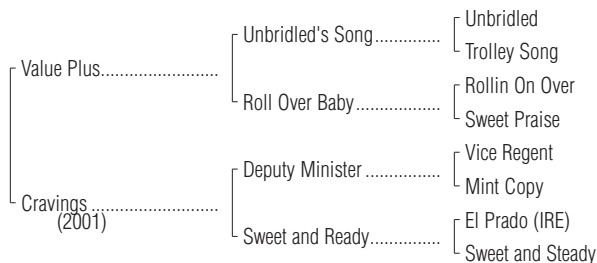 Unbridled
Unbridled's Song...............
Trolley Song
Value Plus..........................
Rollin On Over
Roll Over Baby ..................
Sweet Praise
Vice Regent
Deputy Minister ................
Mint Copy
Cravings ............................
(2001)
El Prado (IRE)
Sweet and Ready...............
Sweet and Steady